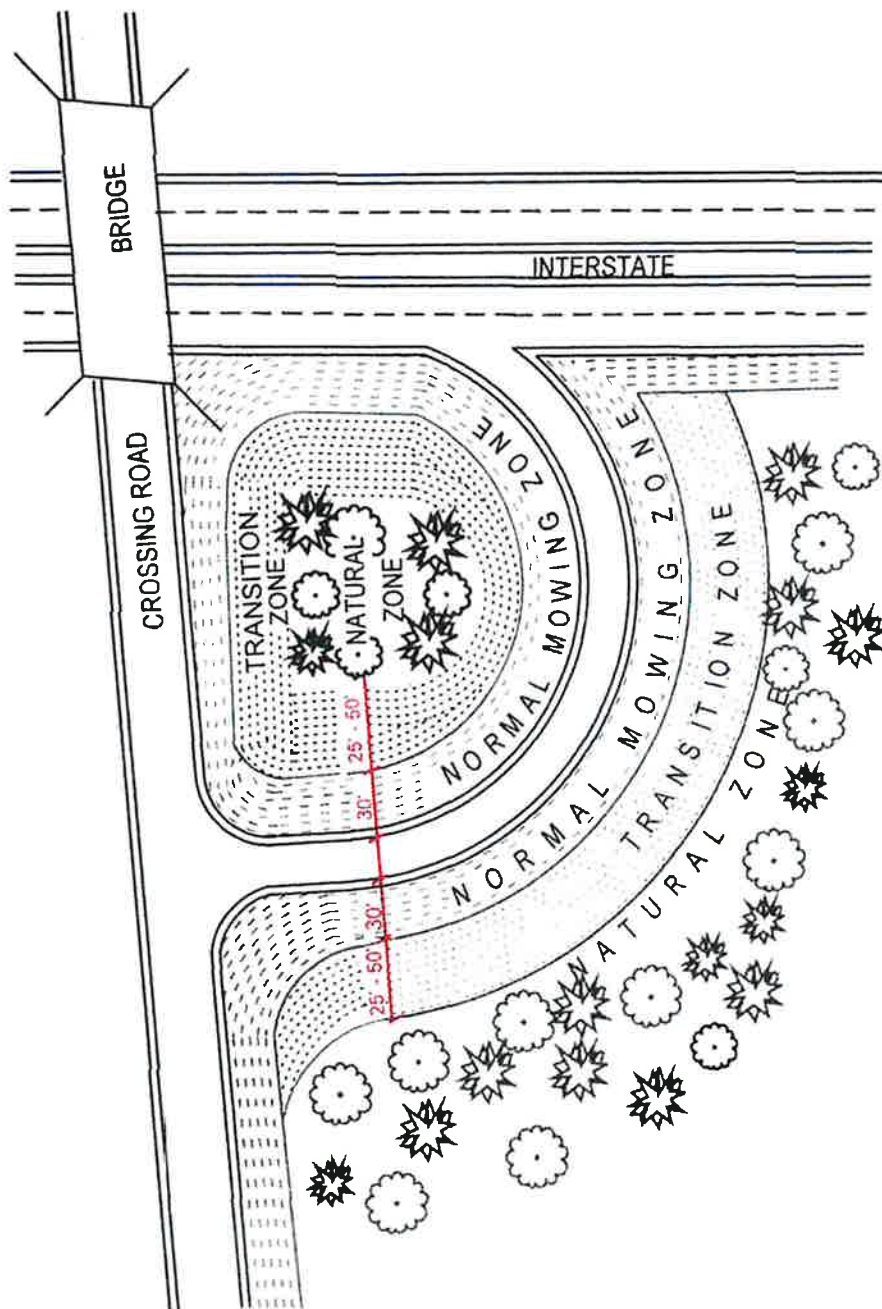 BRIDGE
INTERSTATE
CROSSING ROAD
TRANSITION
ZONE
NATURAL
ZONE
NORMAL MOWING ZONE
25' - 50'
30'
NORMAL MOWING ZONE
TRANSITION ZONE
NATURAL ZONE
30'
25' - 50'